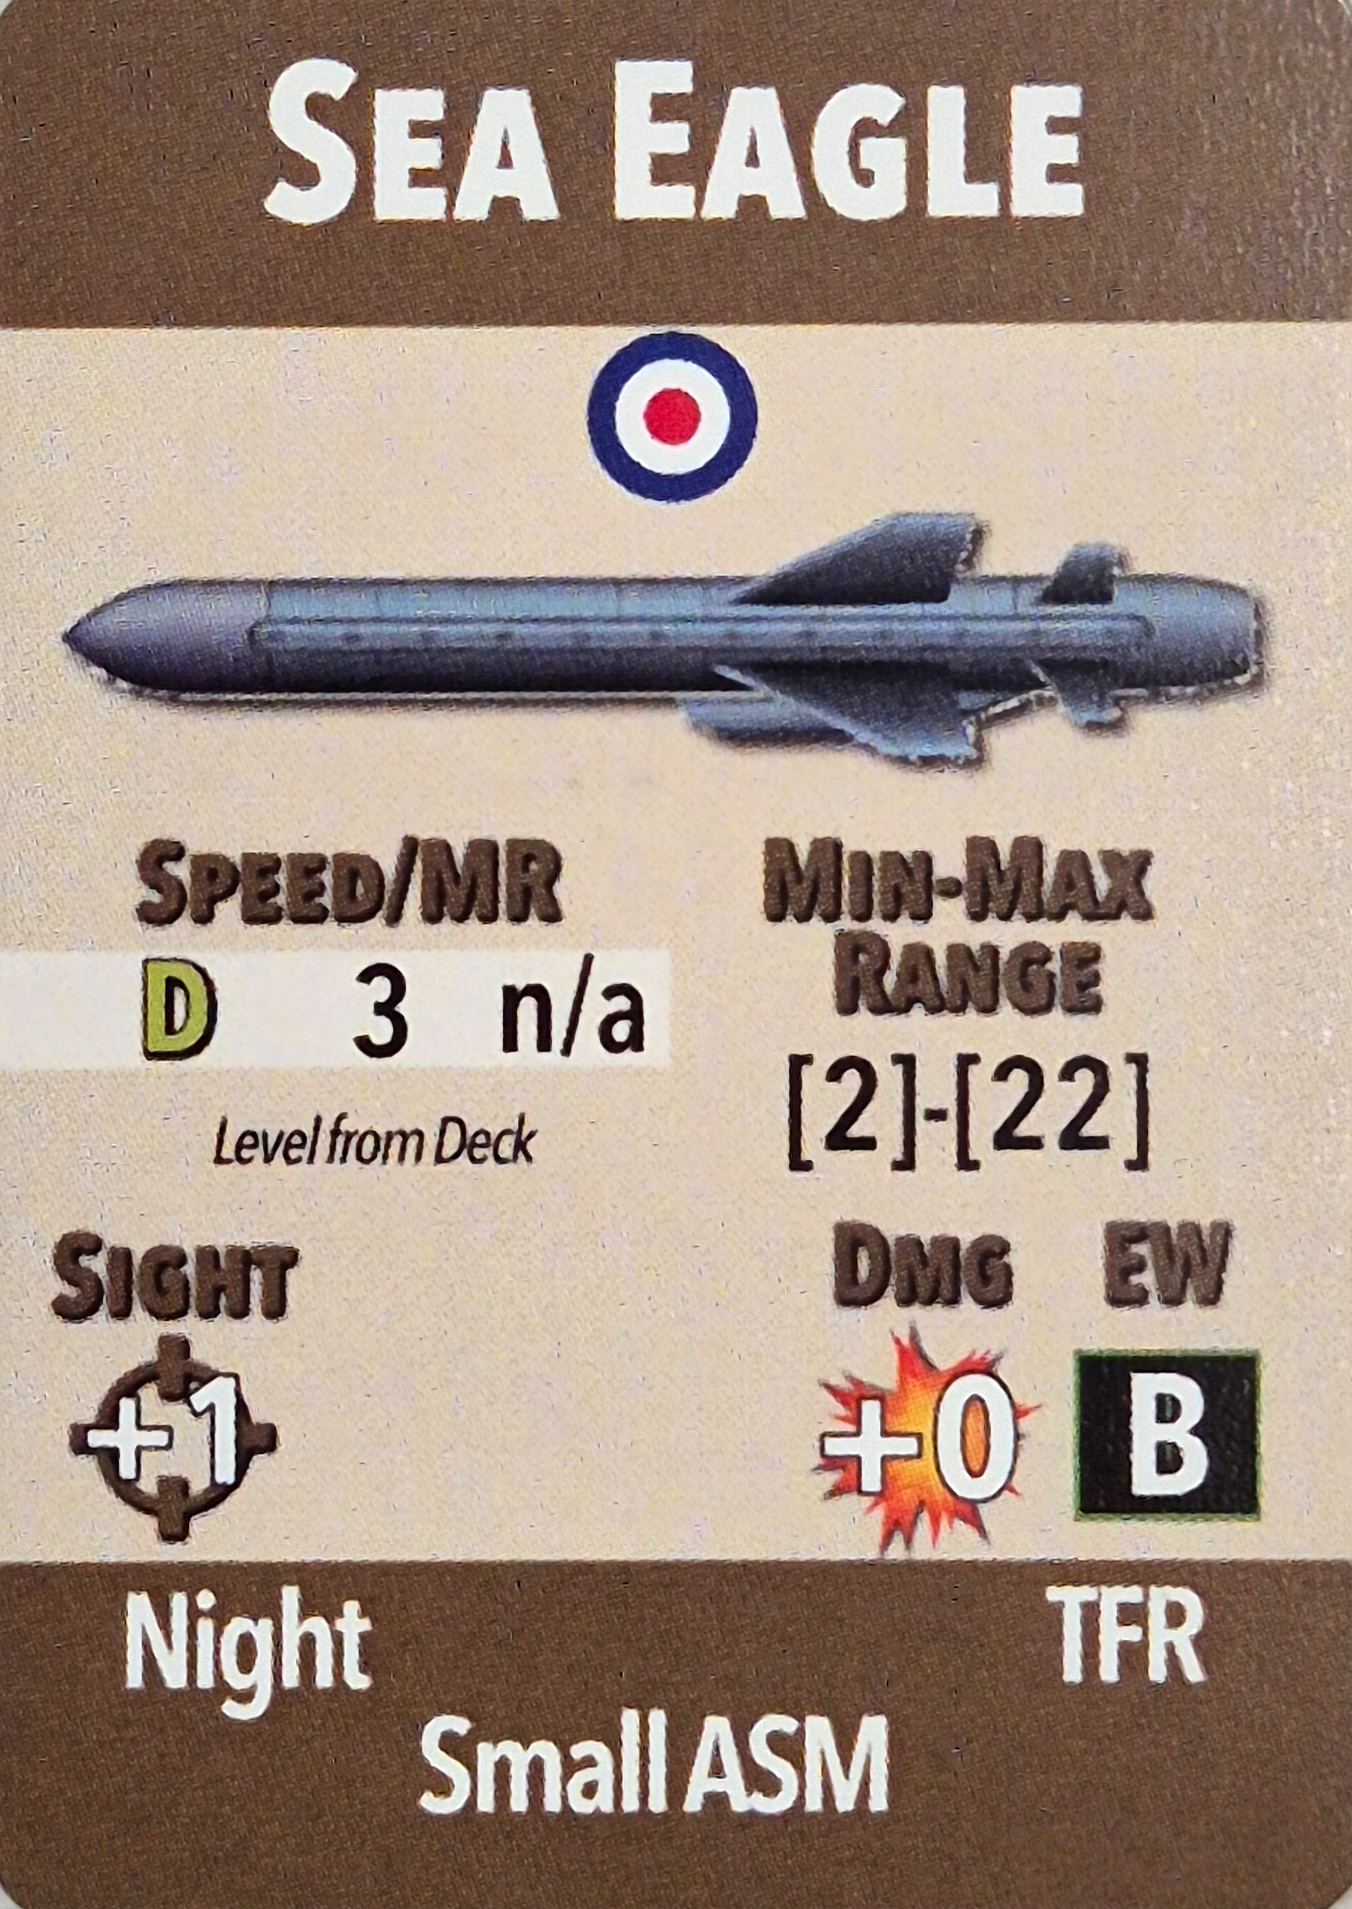 SEA EAGLE
SPEED/MR
D 3 n/a
Level from Deck
MIN-MAX
RANGE
[2]-[22]
SIGHT
+1
DMG EW
+0 B
Night TFR
Small ASM